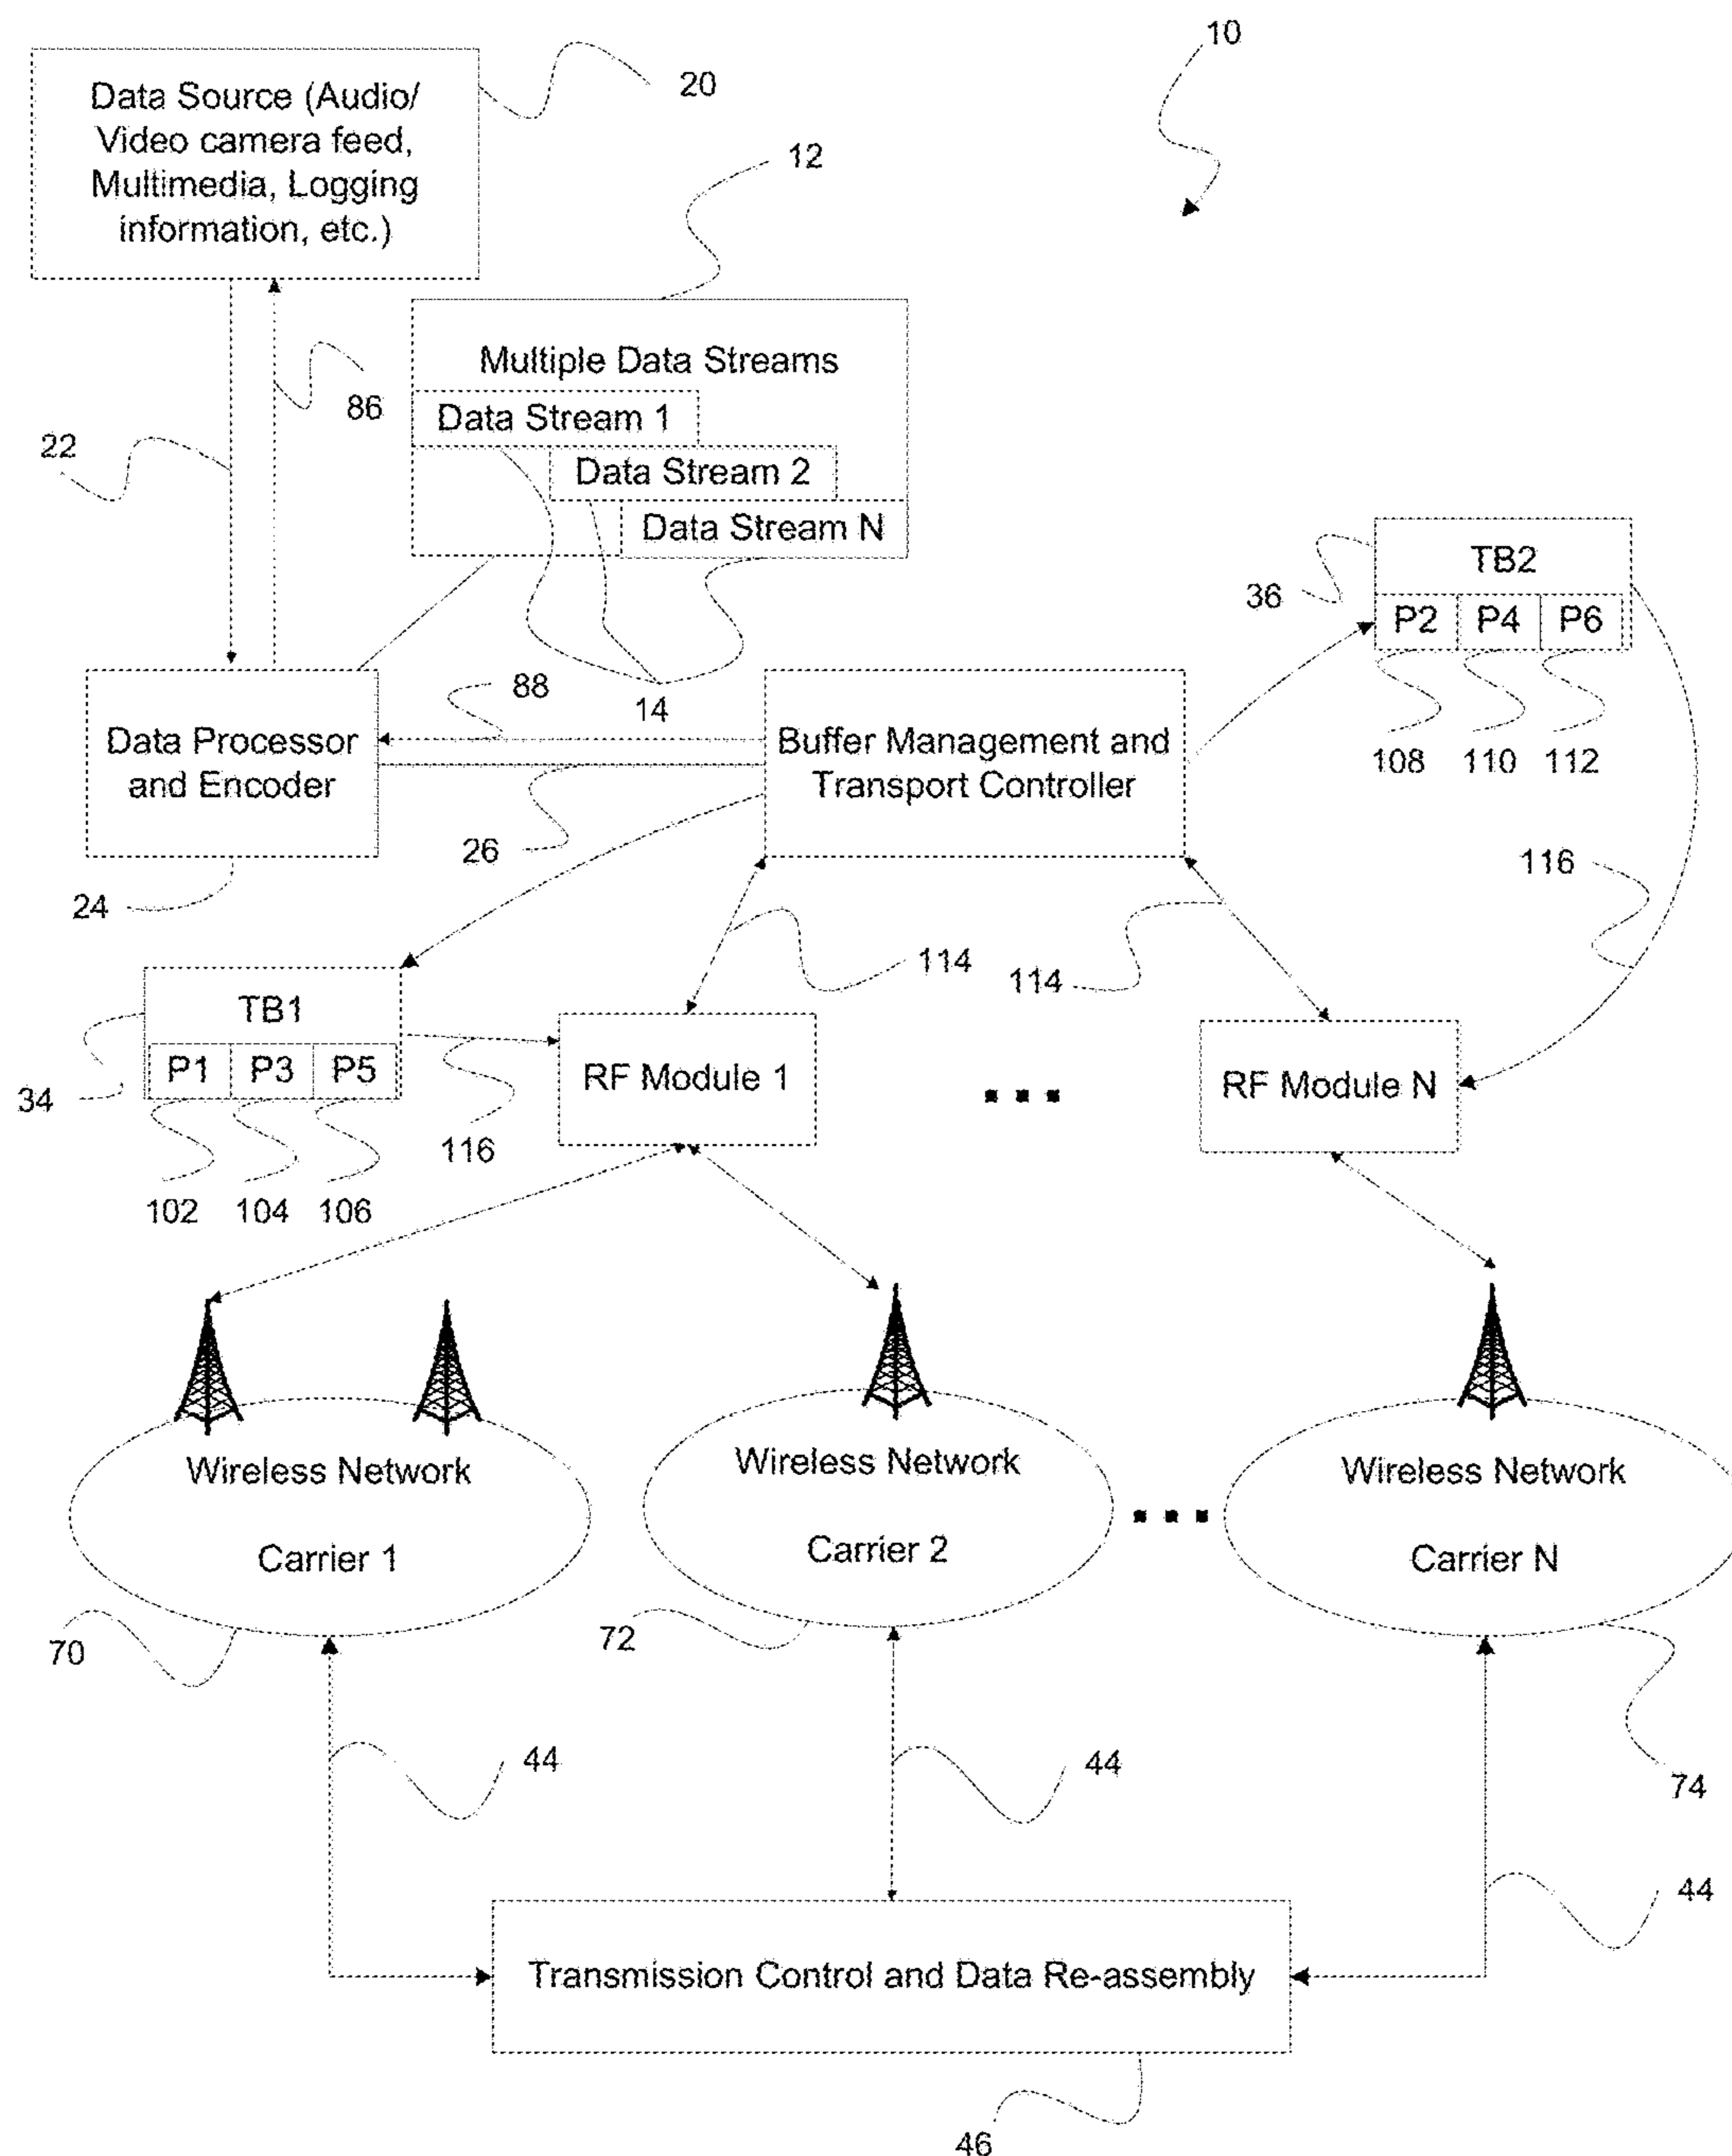 10
Data Source (Audio/
Video camera feed,
Multimedia, Logging
information, etc.)
20
12
Multiple Data Streams
Data Stream 1
Data Stream 2
Data Stream N
86
22
14
88
26
Data Processor
and Encoder
24
Buffer Management and
Transport Controller
36
TB2
P2 P4 P6
108 110 112
116
114
114
TB1
P1 P3 P5
34
102 104 106
116
RF Module 1
...
RF Module N
Wireless Network
Carrier 1
Wireless Network
Carrier 2
...
Wireless Network
Carrier N
70
72
74
44
44
44
Transmission Control and Data Re-assembly
46